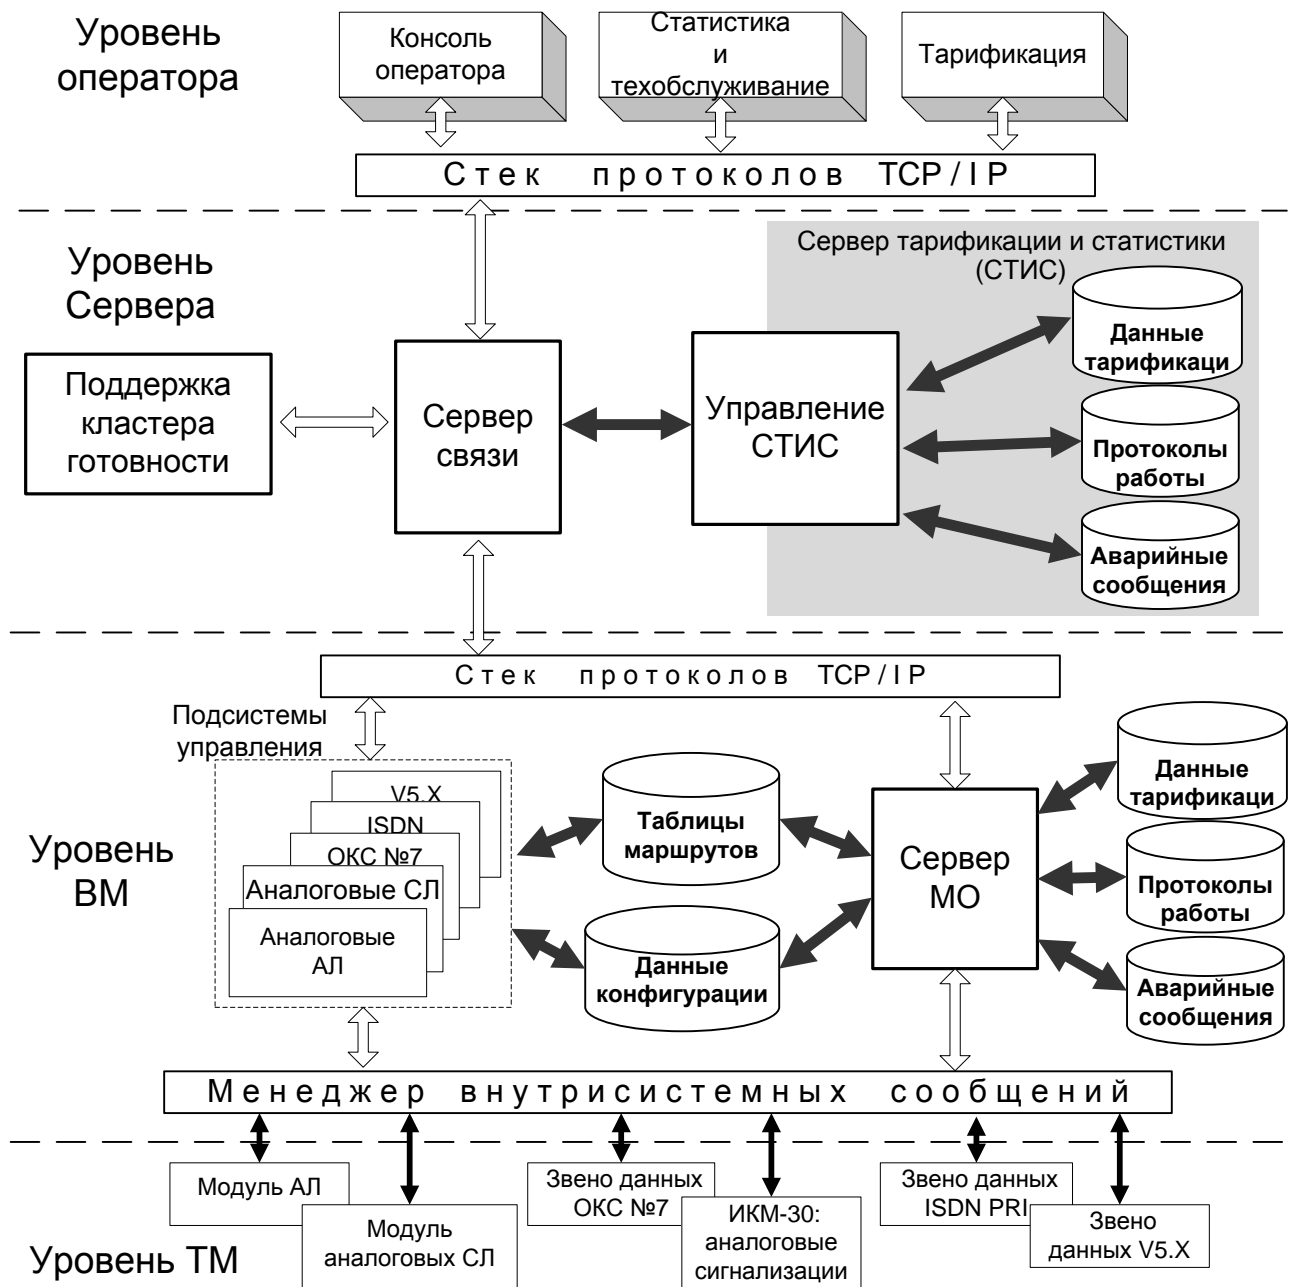 Уровень
оператора
Консоль
оператора
Статистика
и
техобслуживание
Тарификация
Стек протоколов TCP/IP
Уровень
Сервера
Сервер тарификации и статистики
(СТИС)
Поддержка
кластера
готовности
Сервер
связи
Управление
СТИС
Данные
тарификаци
Протоколы
работы
Аварийные
сообщения
Стек протоколов TCP/IP
Подсистемы
управления
Уровень
ВМ
V5.X
ISDN
ОКС №7
Аналоговые СЛ
Аналоговые
АЛ
Таблицы
маршрутов
Данные
конфигурации
Сервер
МО
Данные
тарификаци
Протоколы
работы
Аварийные
сообщения
Менеджер внутрисистемных сообщений
Уровень ТМ
Модуль АЛ
Модуль
аналоговых СЛ
Звено данных
ОКС №7
ИКМ-30:
аналоговые
сигнализации
Звено данных
ISDN PRI
Звено
данных V5.X